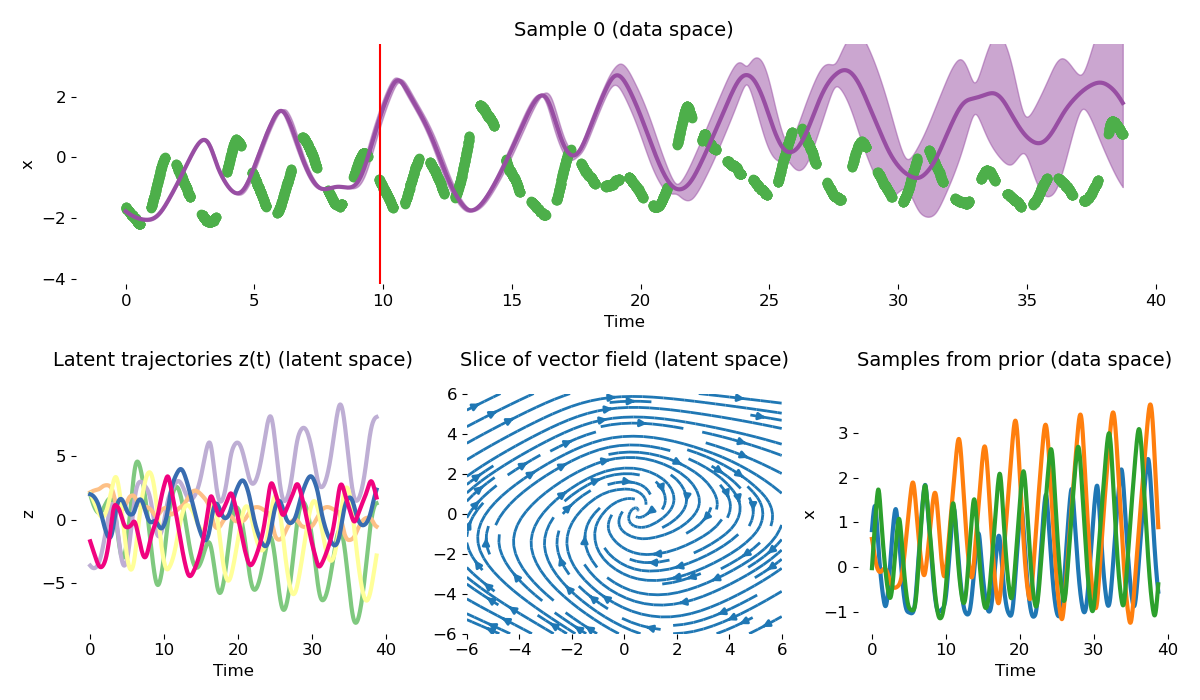 Sample 0 (data space)
x
2
0
−2
−4
0 5 10 15 20 25 30 35 40
Time
Latent trajectories z(t) (latent space)
z
5
0
−5
0 10 20 30 40
Time
Slice of vector field (latent space)
6
4
2
0
−2
−4
−6
−6 −4 −2 0 2 4 6
Samples from prior (data space)
x
3
2
1
0
−1
0 10 20 30 40
Time